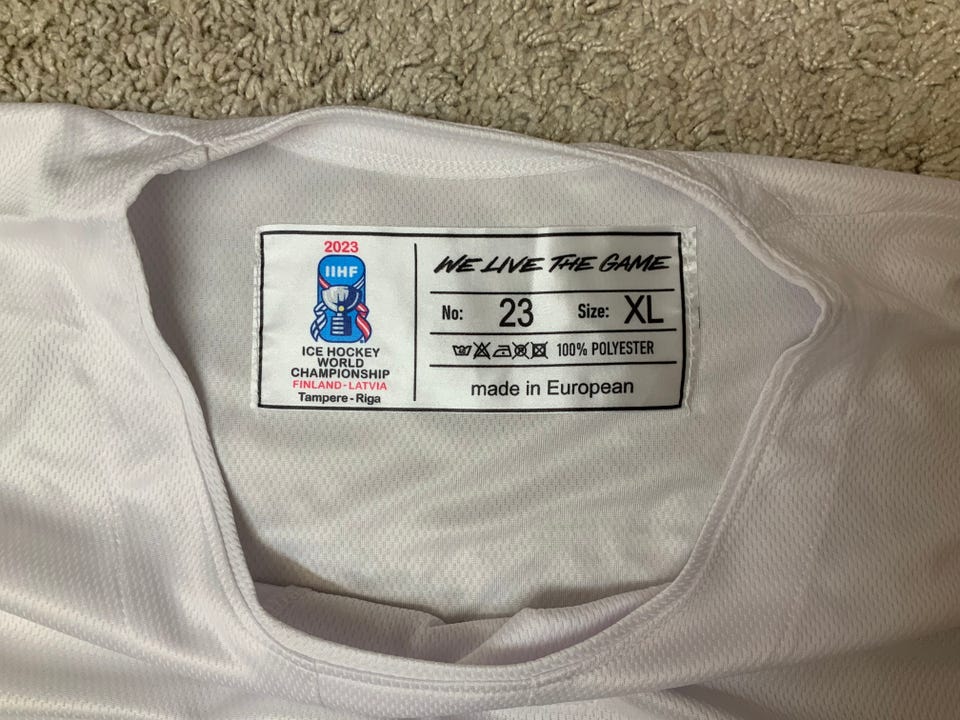 2023
IIHF
ICE HOCKEY
WORLD
CHAMPIONSHIP
FINLAND - LATVIA
Tampere - Riga
WE LIVE THE GAME
No: 23 Size: XL
100% POLYESTER
made in European